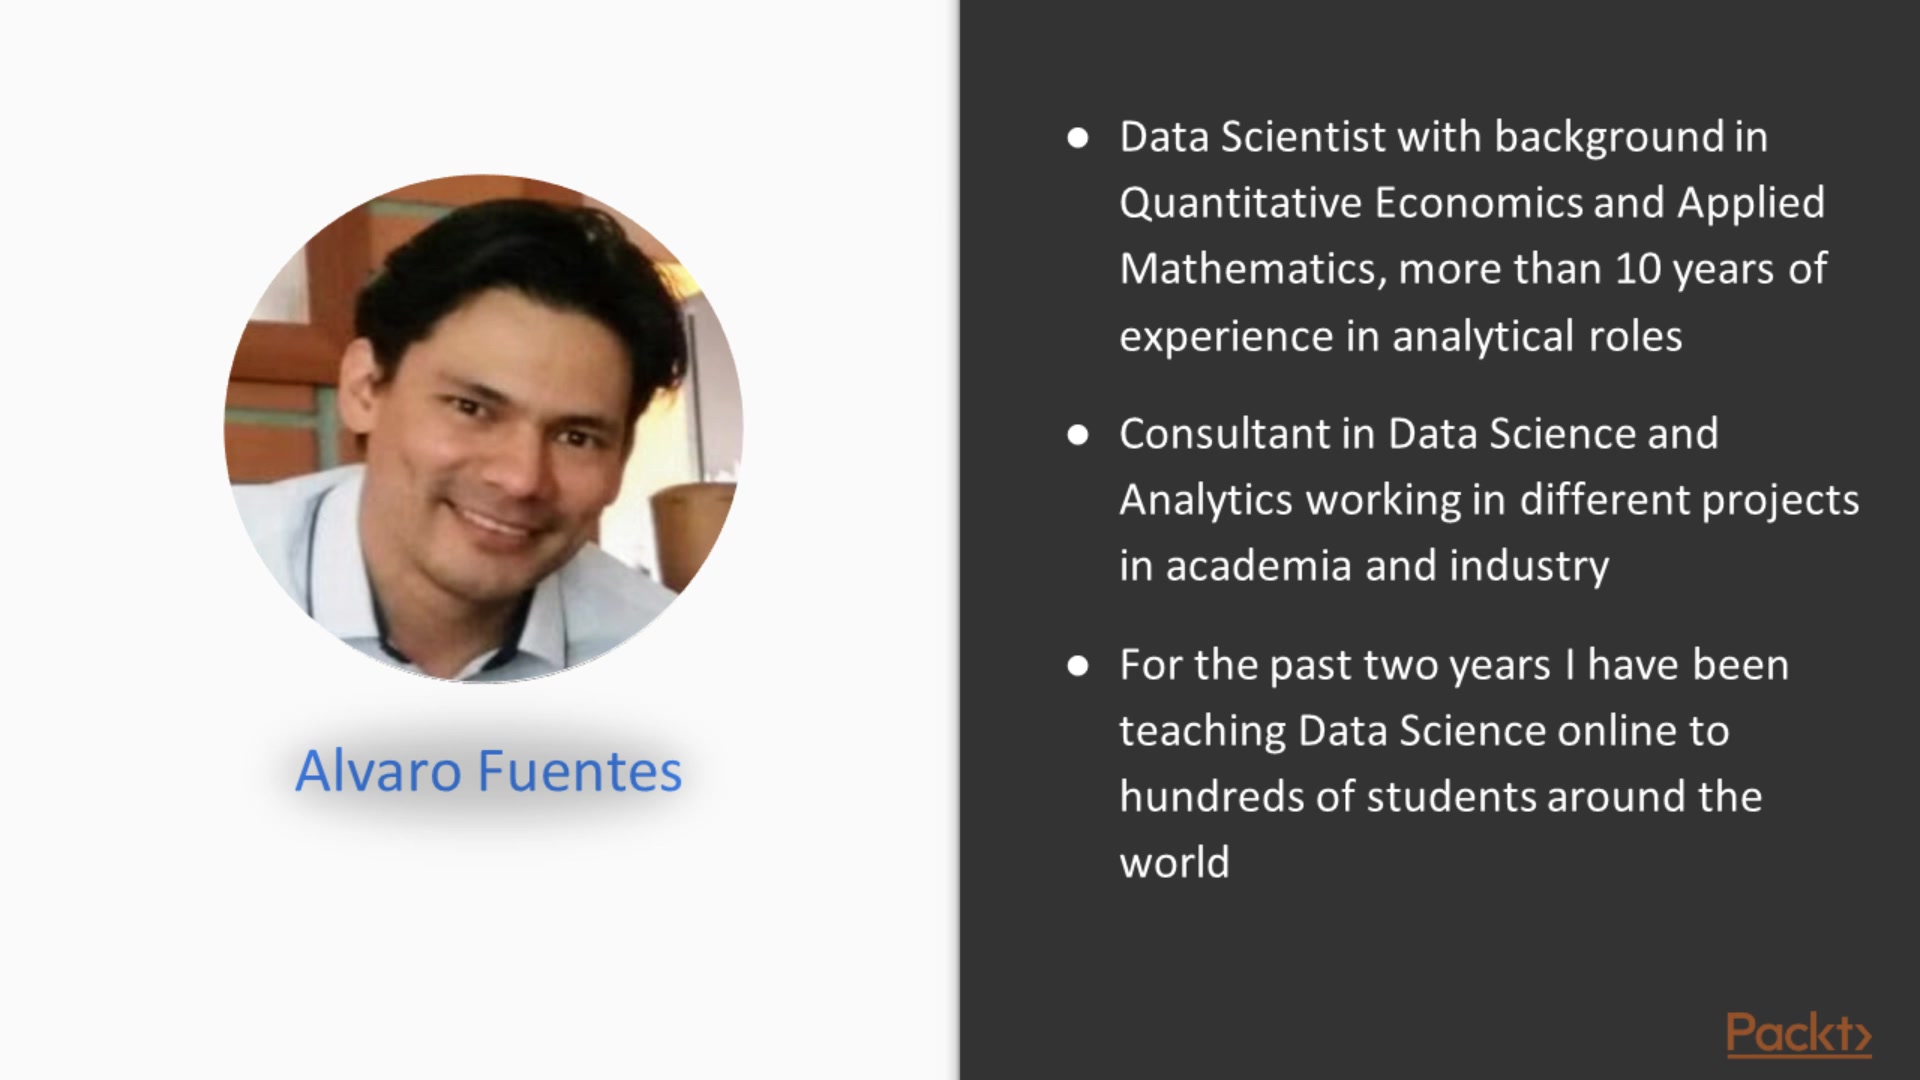 Alvaro Fuentes
● Data Scientist with background in
Quantitative Economics and Applied
Mathematics, more than 10 years of
experience in analytical roles
● Consultant in Data Science and
Analytics working in different projects
in academia and industry
● For the past two years I have been
teaching Data Science online to
hundreds of students around the
world
Packt>